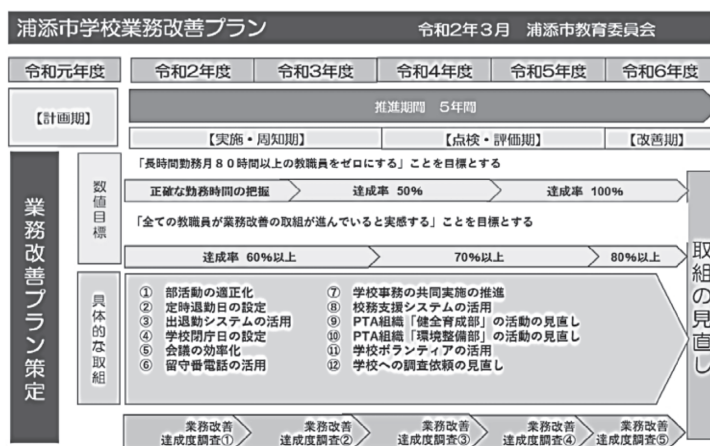 浦添市学校業務改善プラン 令和2年3月 浦添市教育委員会
令和元年度 令和2年度 令和3年度 令和4年度 令和5年度 令和6年度
【計画期】
推進期間 5年間
【実施・周知期】 【点検・評価期】 【改善期】
業務改善プラン策定
数値目標
「長時間勤務月80時間以上の教職員をゼロにする」ことを目標とする
正確な勤務時間の把握 達成率 50% 達成率 100%
「全ての教職員が業務改善の取組が進んでいると実感する」ことを目標とする
達成率 60%以上 70%以上 80%以上
具体的な取組
① 部活動の適正化
② 定時退勤日の設定
③ 出退勤システムの活用
④ 学校閉庁日の設定
⑤ 会議の効率化
⑥ 留守番電話の活用
⑦ 学校事務の共同実施の推進
⑧ 校務支援システムの活用
⑨ PTA組織「健全育成部」の活動の見直し
⑩ PTA組織「環境整備部」の活動の見直し
⑪ 学校ボランティアの活用
⑫ 学校への調査依頼の見直し
取組の見直し
業務改善
達成度調査①
業務改善
達成度調査②
業務改善
達成度調査③
業務改善
達成度調査④
業務改善
達成度調査⑤